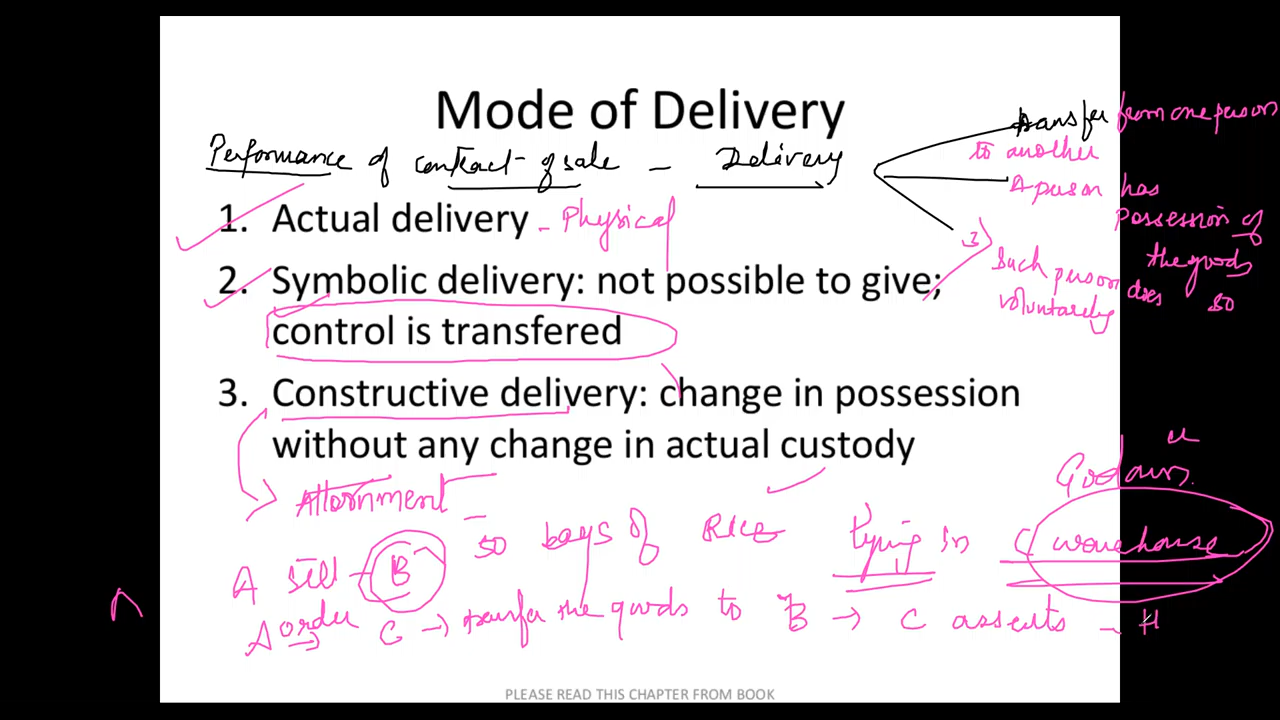 Mode of Delivery
Performance of contract of sale - Delivery
transfer from one person
to another
A person has
Possession of
the goods
3) Such person does so
voluntarily
1. Actual delivery - Physical
2. Symbolic delivery: not possible to give;
control is transfered
3. Constructive delivery: change in possession
without any change in actual custody
Attornment
Godawn
A sell B 50 bags of Rice lying in C warehouse
A order C → transfer the goods to B → C assents - H
PLEASE READ THIS CHAPTER FROM BOOK